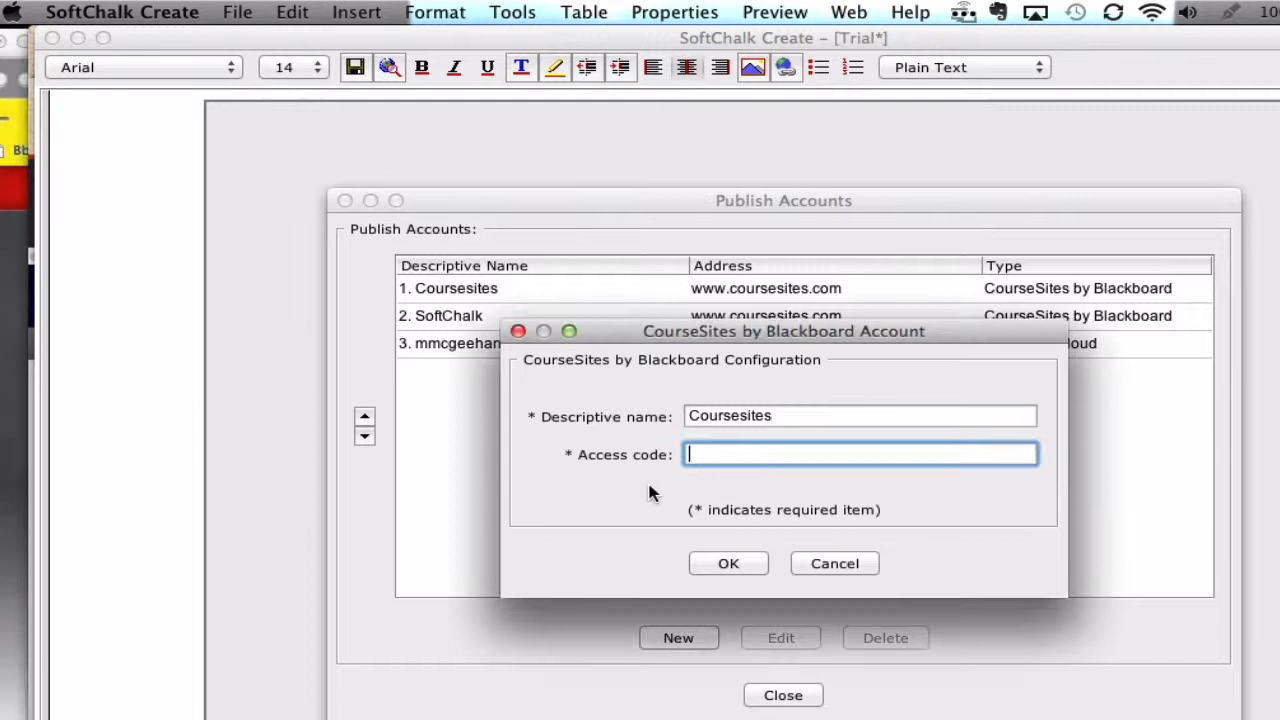 SoftChalk Create File Edit Insert Format Tools Table Properties Preview Web Help
SoftChalk Create – [Trial*]
Arial 14 B I U T Plain Text
Publish Accounts
Publish Accounts:
Descriptive Name Address Type
1. Coursesites www.coursesites.com CourseSites by Blackboard
2. SoftChalk www.coursesites.com CourseSites by Blackboard
3. mmcgeehan
CourseSites by Blackboard Account
CourseSites by Blackboard Configuration
* Descriptive name: Coursesites
* Access code:
(* indicates required item)
OK Cancel
New Edit Delete
Close